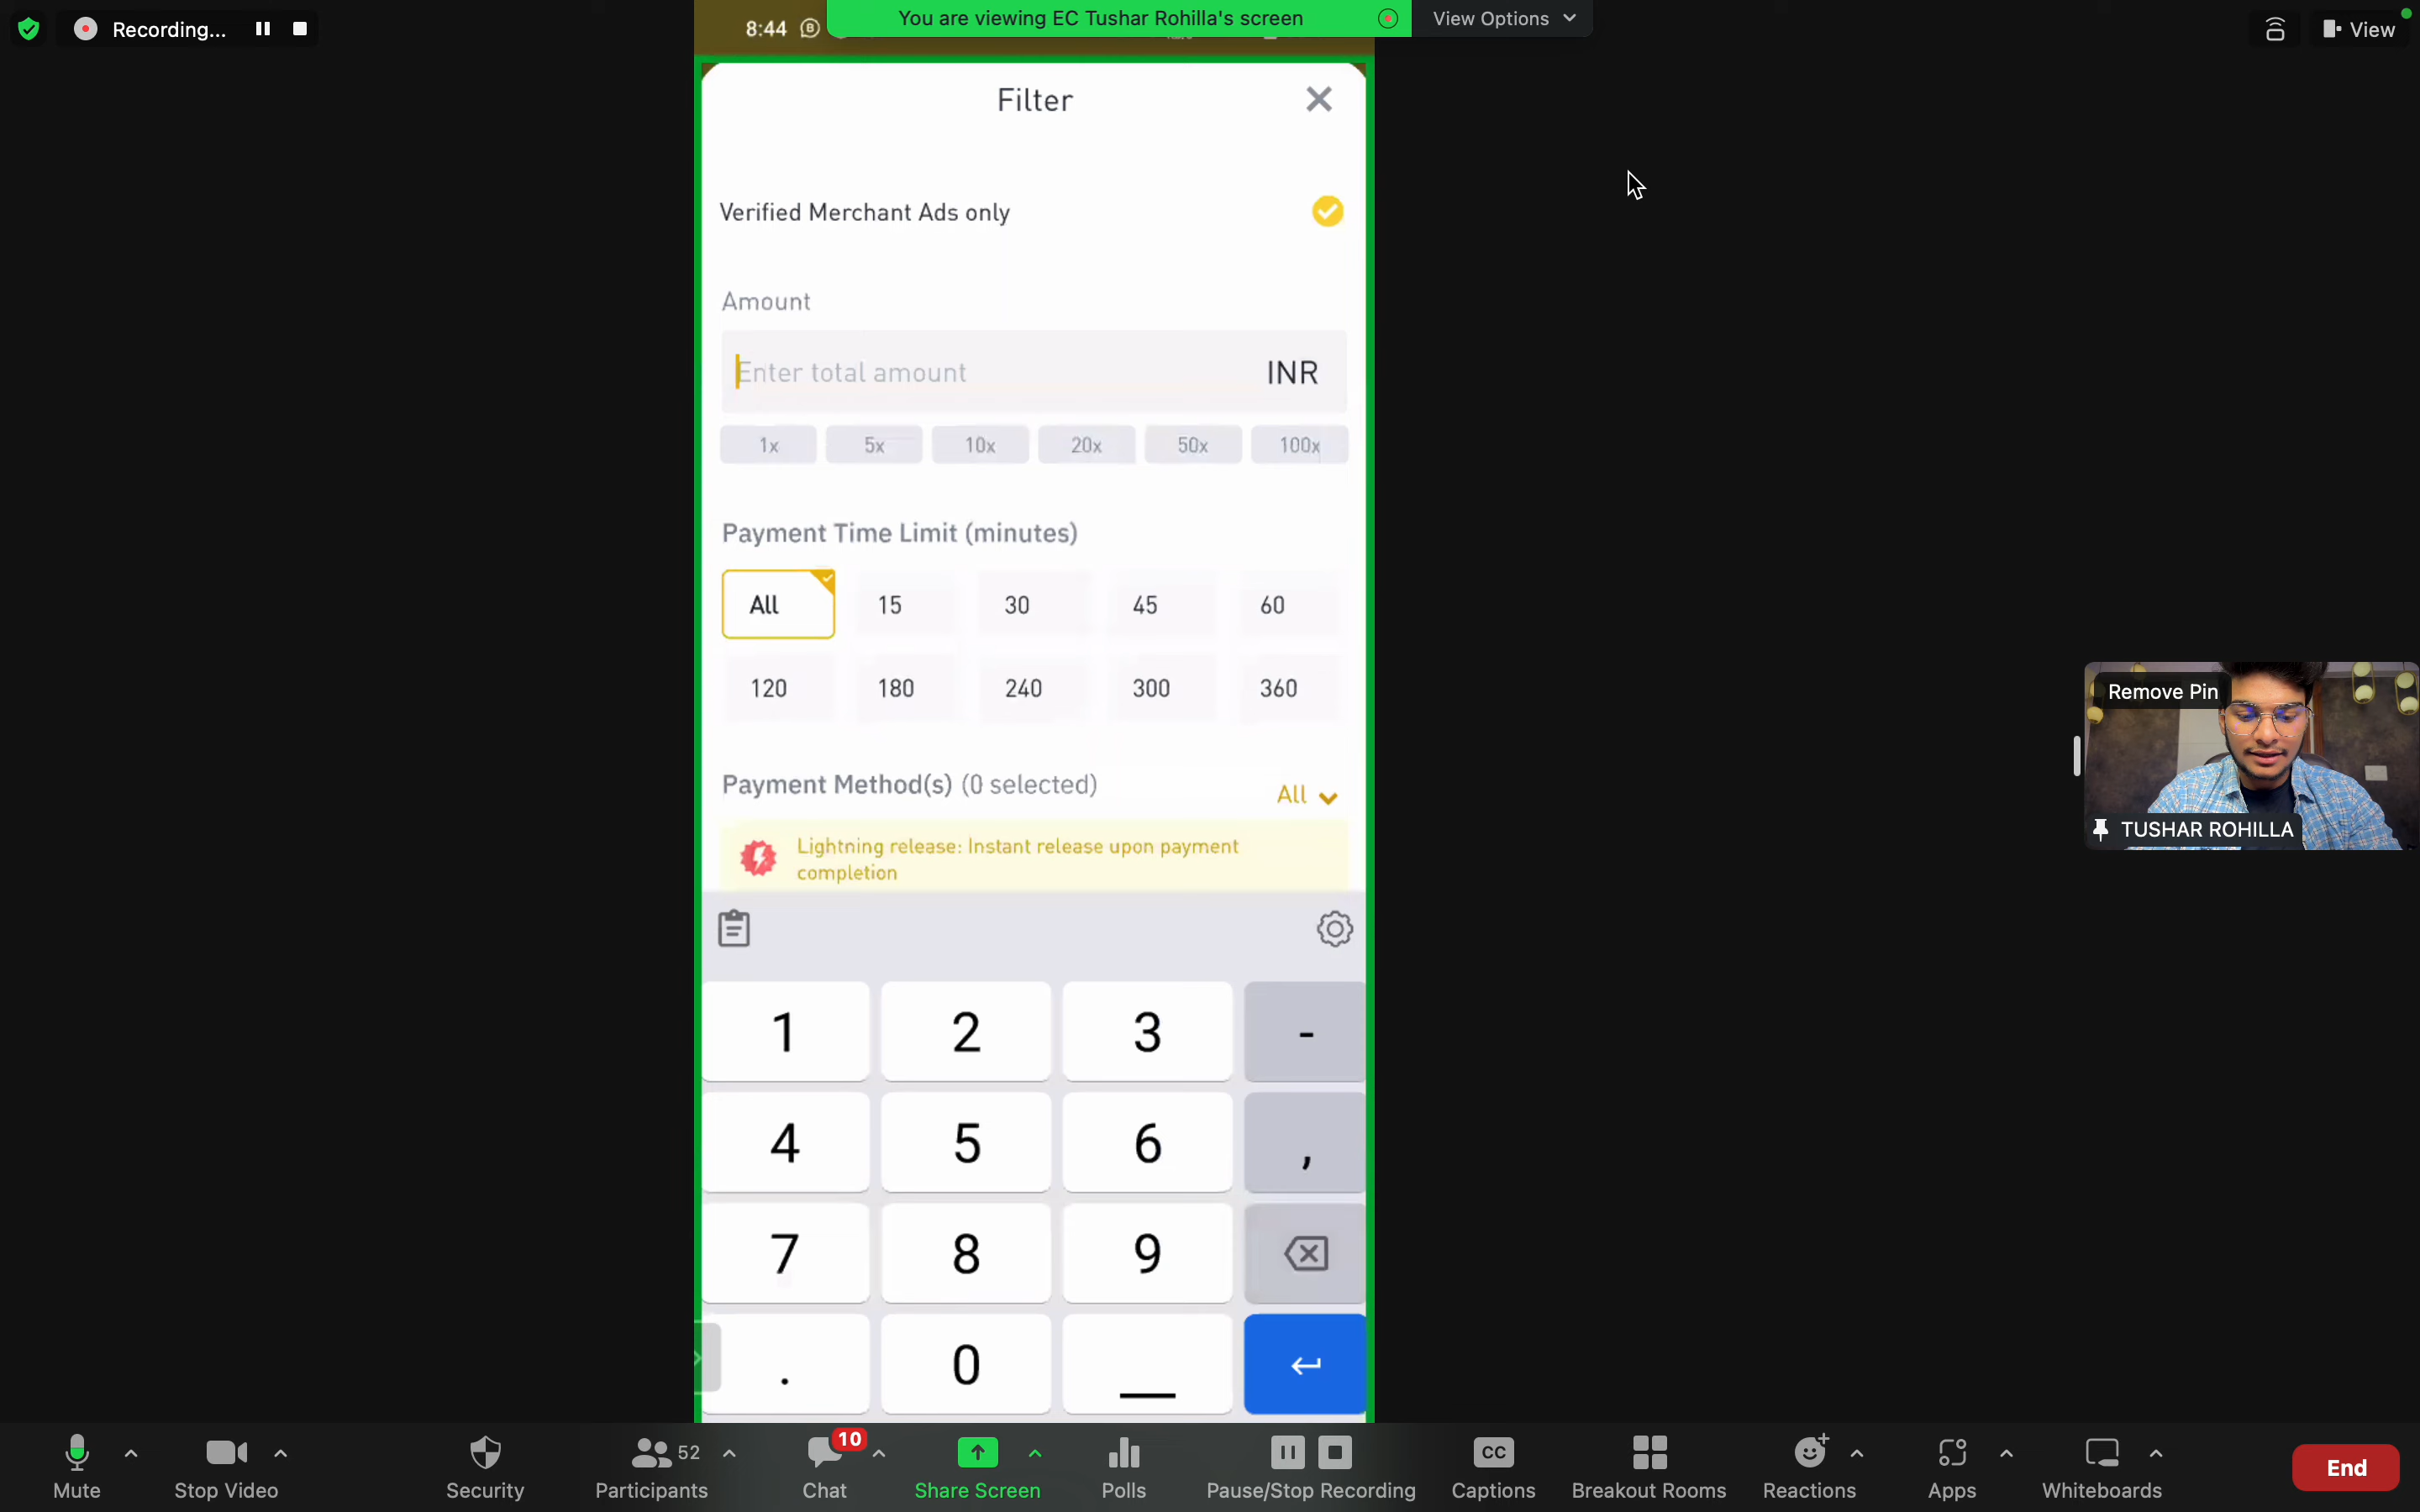 Recording...
8:44
You are viewing EC Tushar Rohilla's screen
View Options
View
Filter
Verified Merchant Ads only
Amount
Enter total amount INR
1x 5x 10x 20x 50x 100x
Payment Time Limit (minutes)
All 15 30 45 60
120 180 240 300 360
Payment Method(s) (0 selected) All
Lightning release: Instant release upon payment
completion
Remove Pin
TUSHAR ROHILLA
1 2 3 -
4 5 6 ,
7 8 9
. 0
52
10
CC
Mute Stop Video Security Participants Chat Share Screen Polls Pause/Stop Recording Captions Breakout Rooms Reactions Apps Whiteboards End